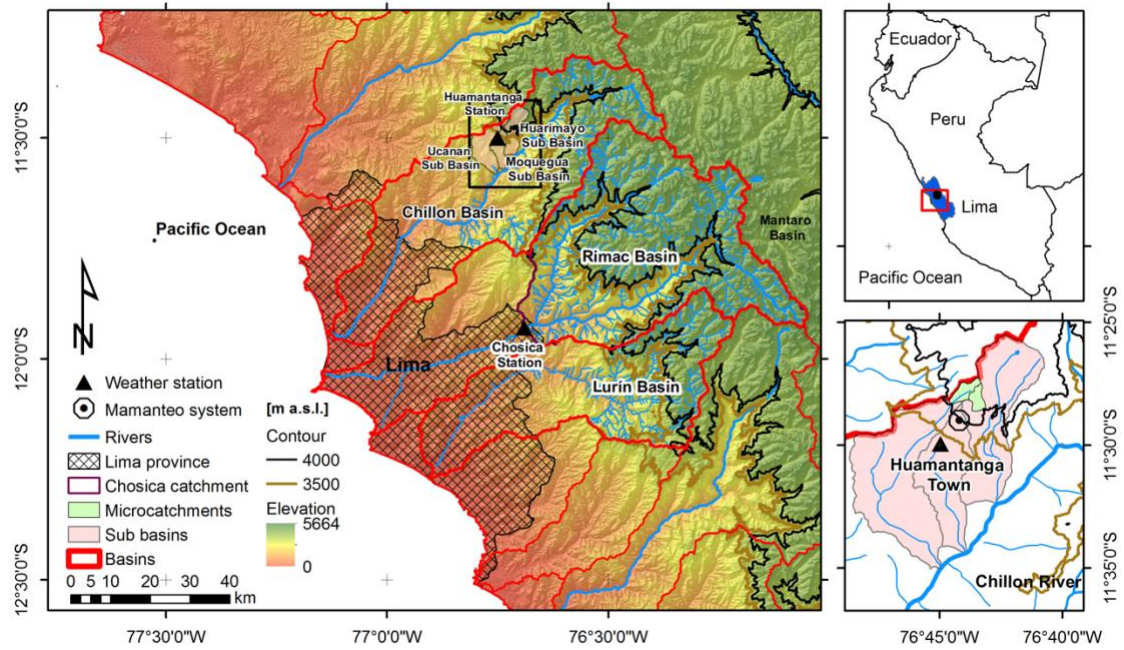 Huamantanga
Station
Huarimayo
Sub Basin
Ucanan
Sub Basin
Moquegua
Sub Basin
Chillon Basin
Pacific Ocean
Rimac Basin
Mantaro
Basin
Chosica
Station
Lima
Lurín Basin
N
Weather station
Mamanteo system
Rivers
Lima province
Chosica catchment
Microcatchments
Sub basins
Basins
0 5 10 20 30 40
km
[m a.s.l.]
Contour
4000
3500
Elevation
5664
0
11°30'0"S
12°0'0"S
12°30'0"S
77°30'0"W
77°0'0"W
76°30'0"W
Ecuador
Peru
Lima
Pacific Ocean
Huamantanga
Town
Chillon River
11°25'0"S
11°30'0"S
11°35'0"S
76°45'0"W
76°40'0"W